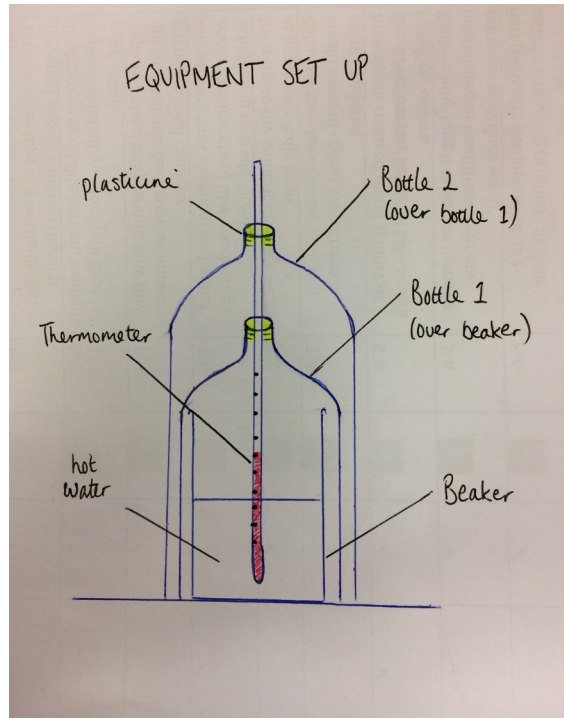 EQUIPMENT SET UP
plasticine
Bottle 2
(over bottle 1)
Bottle 1
(over beaker)
Thermometer
hot
water
Beaker